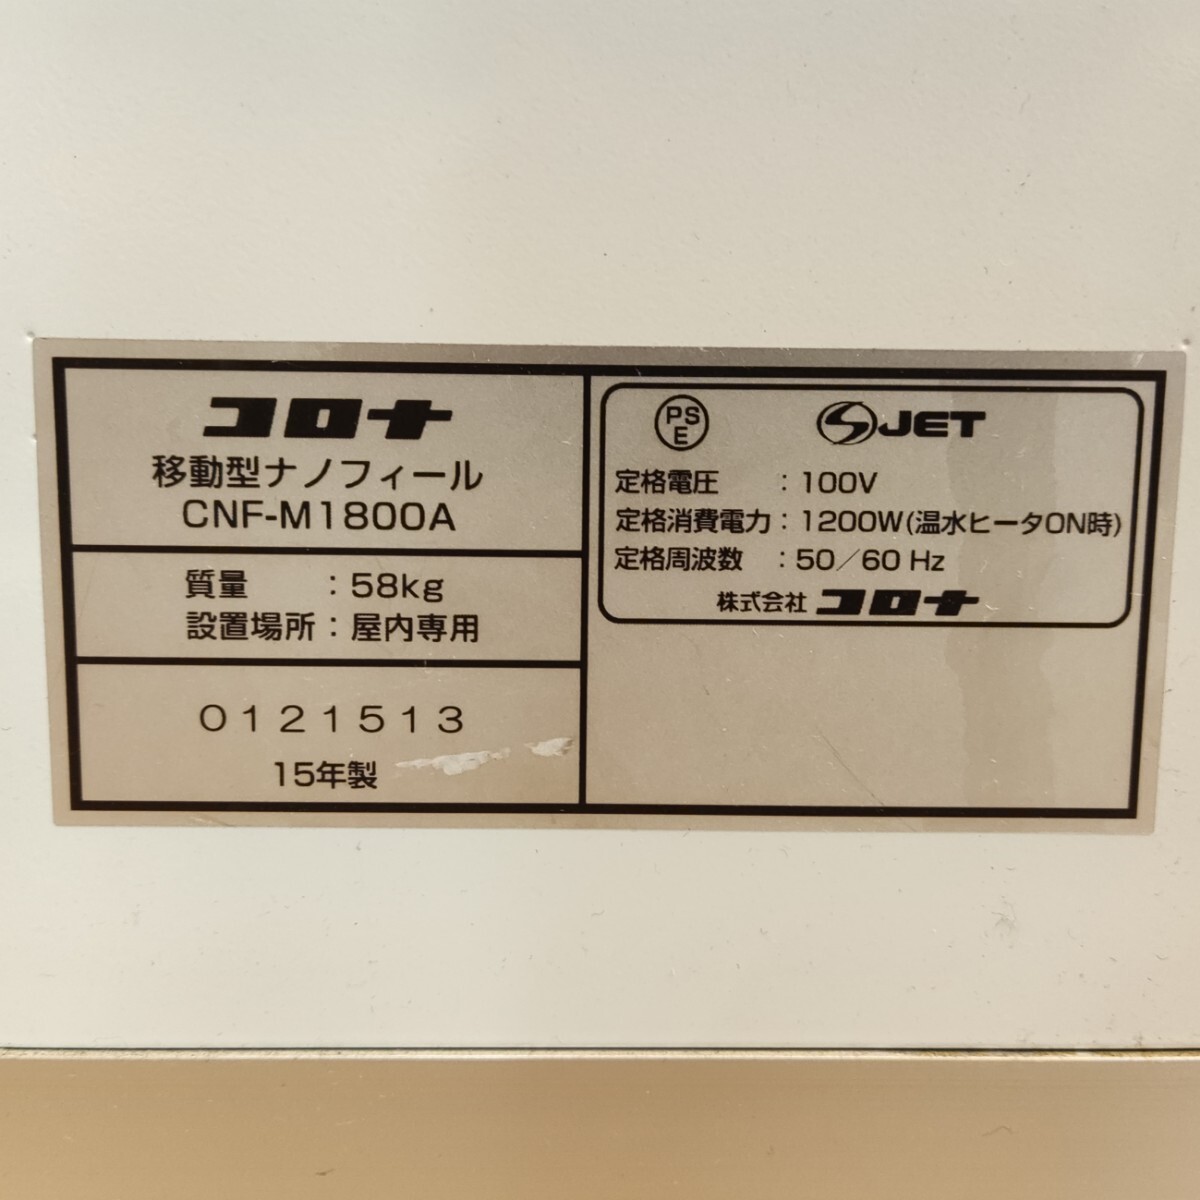 コロナ
移動型ナノフィール
CNF-M1800A
質量 : 58kg
設置場所 : 屋内専用
0121513
15年製
PS
E
S JET
定格電圧 : 100V
定格消費電力 : 1200W(温水ヒータON時)
定格周波数 : 50/60 Hz
株式会社 コロナ